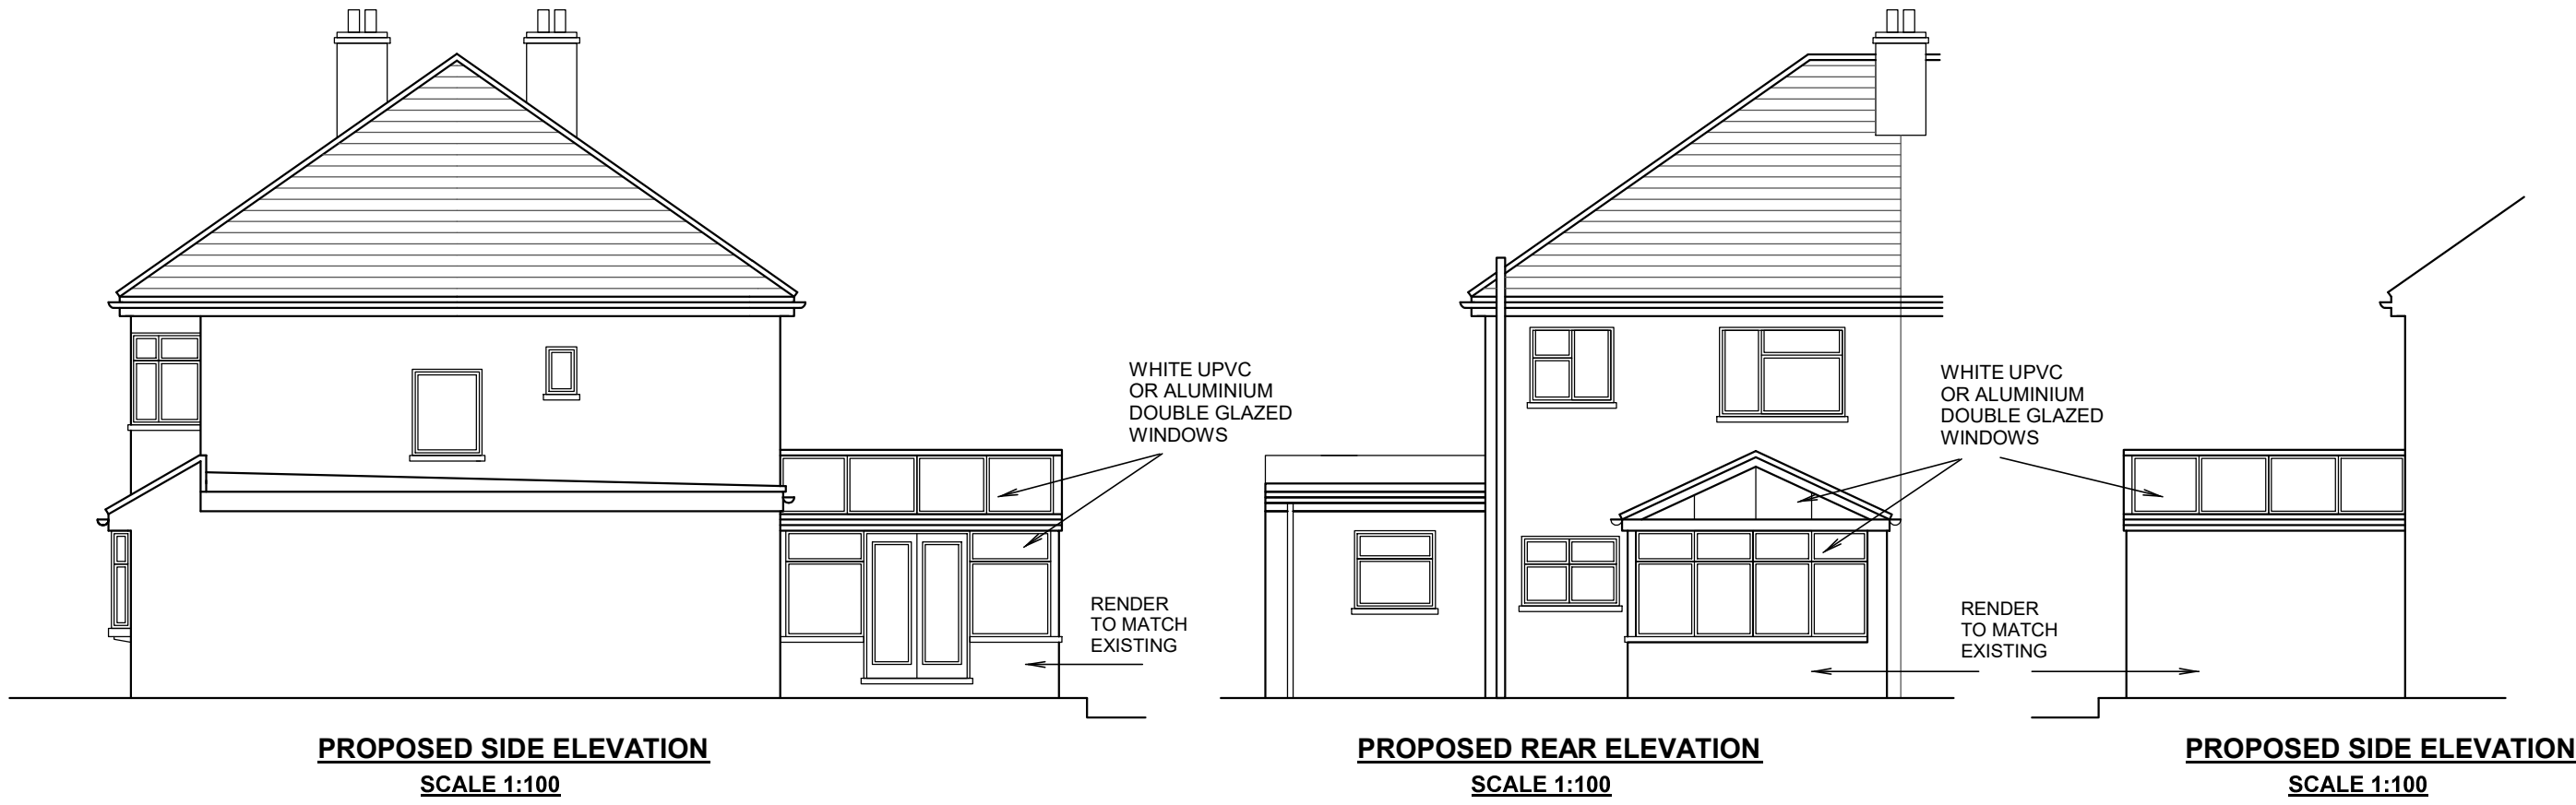 WHITE UPVC
OR ALUMINIUM
DOUBLE GLAZED
WINDOWS
RENDER
TO MATCH
EXISTING
PROPOSED SIDE ELEVATION
SCALE 1:100
WHITE UPVC
OR ALUMINIUM
DOUBLE GLAZED
WINDOWS
RENDER
TO MATCH
EXISTING
PROPOSED REAR ELEVATION
SCALE 1:100
PROPOSED SIDE ELEVATION
SCALE 1:100